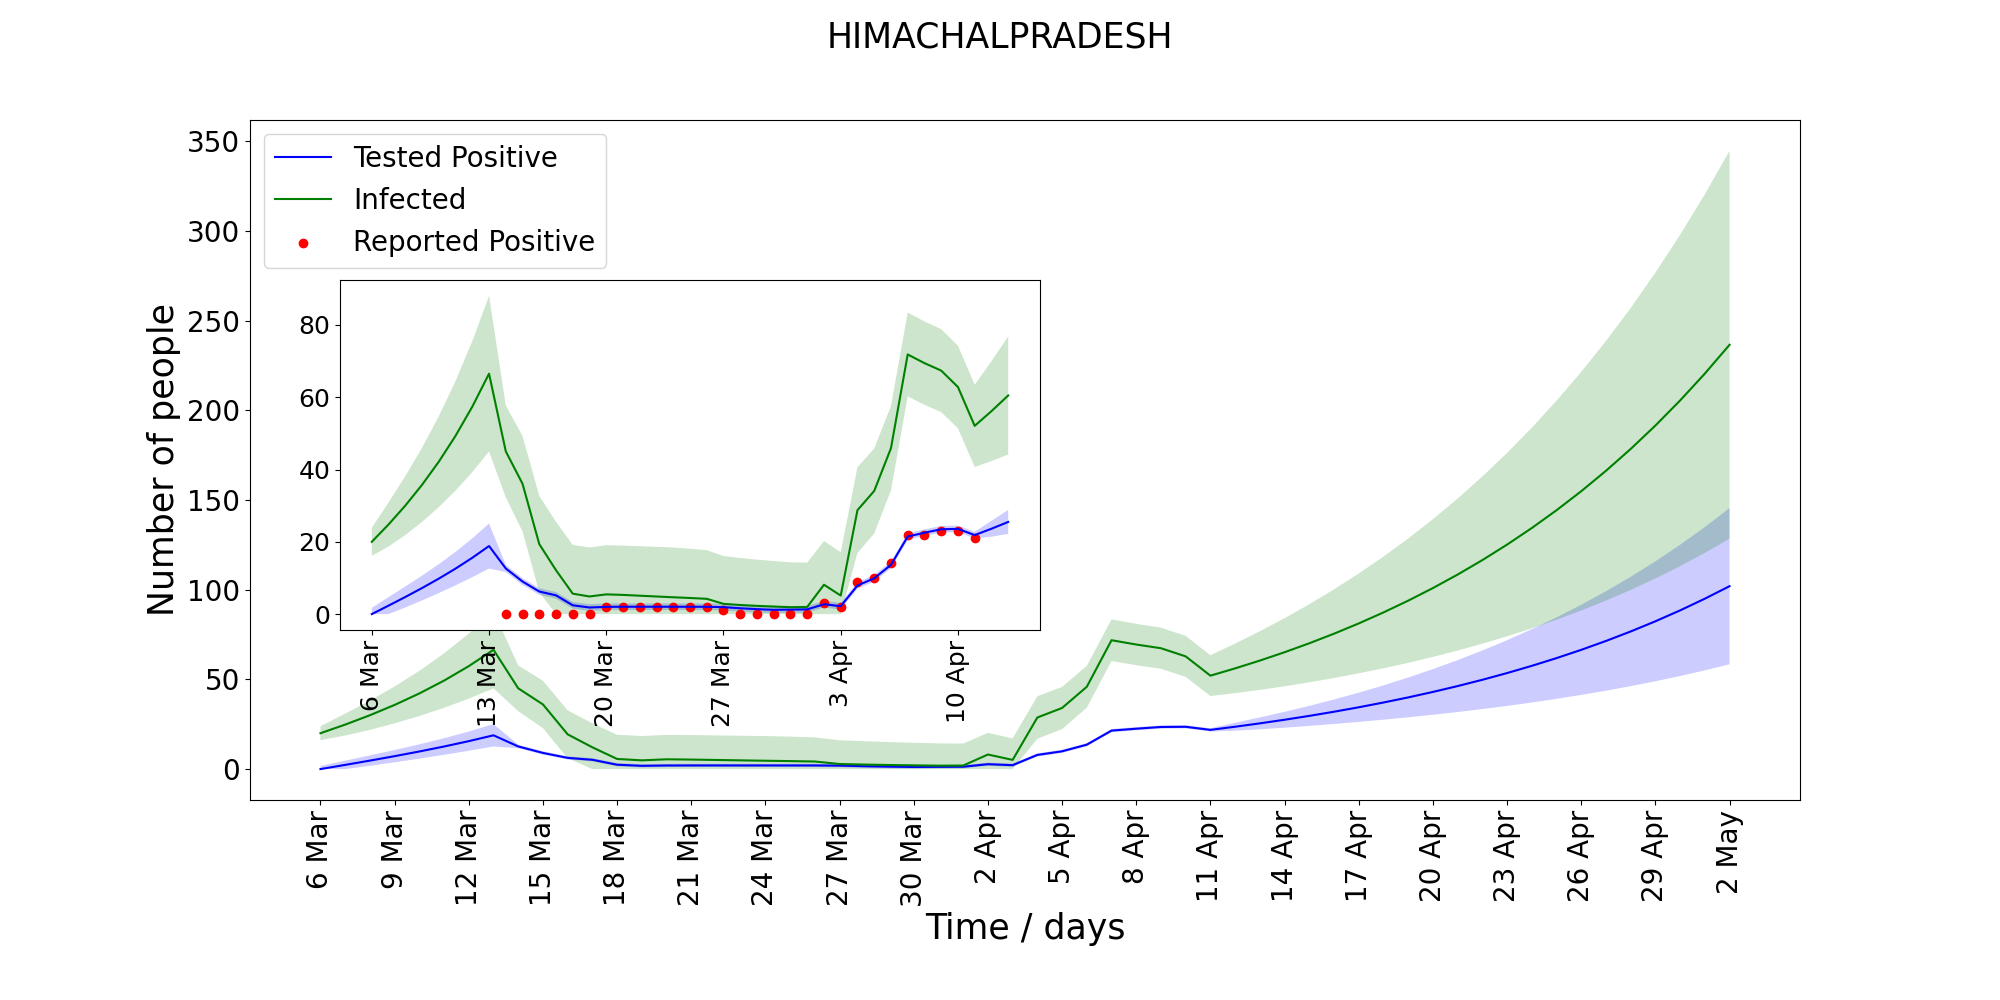 HIMACHALPRADESH
Tested Positive
Infected
Reported Positive
Number of people
350
300
250
200
150
100
50
0
80
60
40
20
0
6 Mar
13 Mar
20 Mar
27 Mar
3 Apr
10 Apr
6 Mar
9 Mar
12 Mar
15 Mar
18 Mar
21 Mar
24 Mar
27 Mar
30 Mar
2 Apr
5 Apr
8 Apr
11 Apr
14 Apr
17 Apr
20 Apr
23 Apr
26 Apr
29 Apr
2 May
Time / days